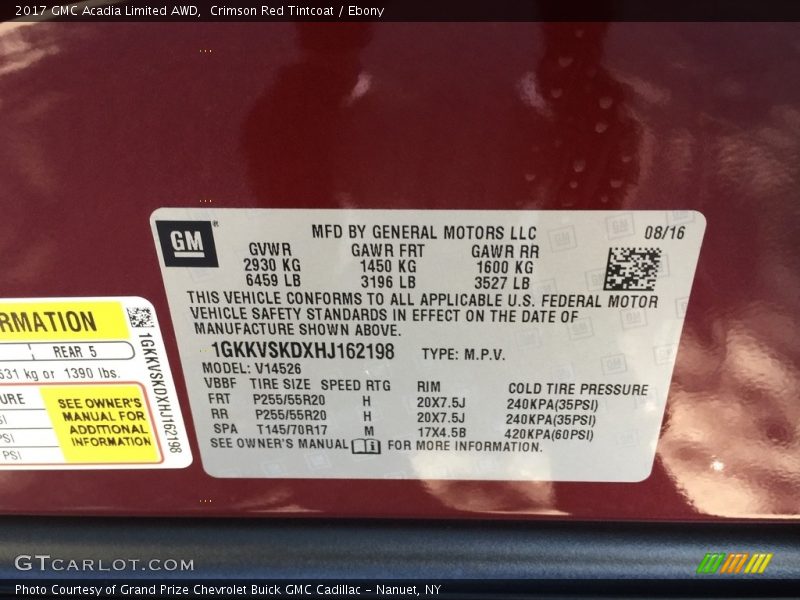 2017 GMC Acadia Limited AWD,  Crimson Red Tintcoat / Ebony
GM ®
MFD BY GENERAL MOTORS LLC 08/16
GVWR GAWR FRT GAWR RR
2930 KG 1450 KG 1600 KG
6459 LB 3196 LB 3527 LB
THIS VEHICLE CONFORMS TO ALL APPLICABLE U.S. FEDERAL MOTOR
VEHICLE SAFETY STANDARDS IN EFFECT ON THE DATE OF
MANUFACTURE SHOWN ABOVE.
1GKKVSKDXHJ162198 TYPE: M.P.V.
MODEL: V14526
VBBF TIRE SIZE SPEED RTG RIM COLD TIRE PRESSURE
FRT P255/55R20 H 20X7.5J 240KPA(35PSI)
RR P255/55R20 H 20X7.5J 240KPA(35PSI)
SPA T145/70R17 M 17X4.5B 420KPA(60PSI)
SEE OWNER'S MANUAL FOR MORE INFORMATION.
RMATION
REAR 5
531 kg or 1390 lbs.
URE
SI
PSI
PSI
SEE OWNER'S
MANUAL FOR
ADDITIONAL
INFORMATION
1GKKVSKDXHJ162198
GTCARLOT.COM
Photo Courtesy of Grand Prize Chevrolet Buick GMC Cadillac - Nanuet, NY